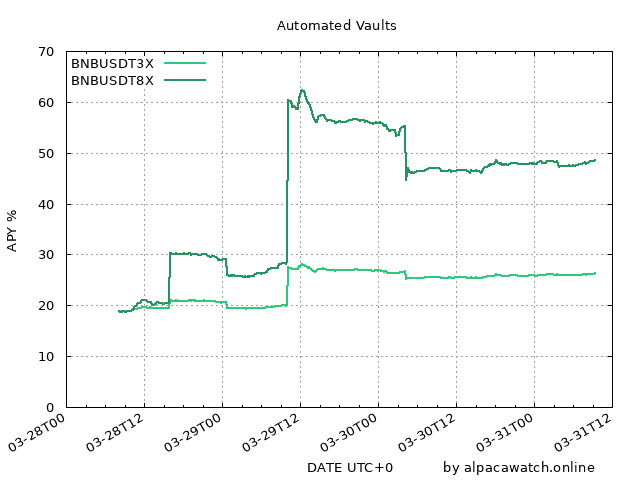 Automated Vaults
BNBUSDT3X
BNBUSDT8X
APY %
70
60
50
40
30
20
10
0
03-28T00
03-28T12
03-29T00
03-29T12
03-30T00
03-30T12
03-31T00
03-31T12
DATE UTC+0
by alpacawatch.online